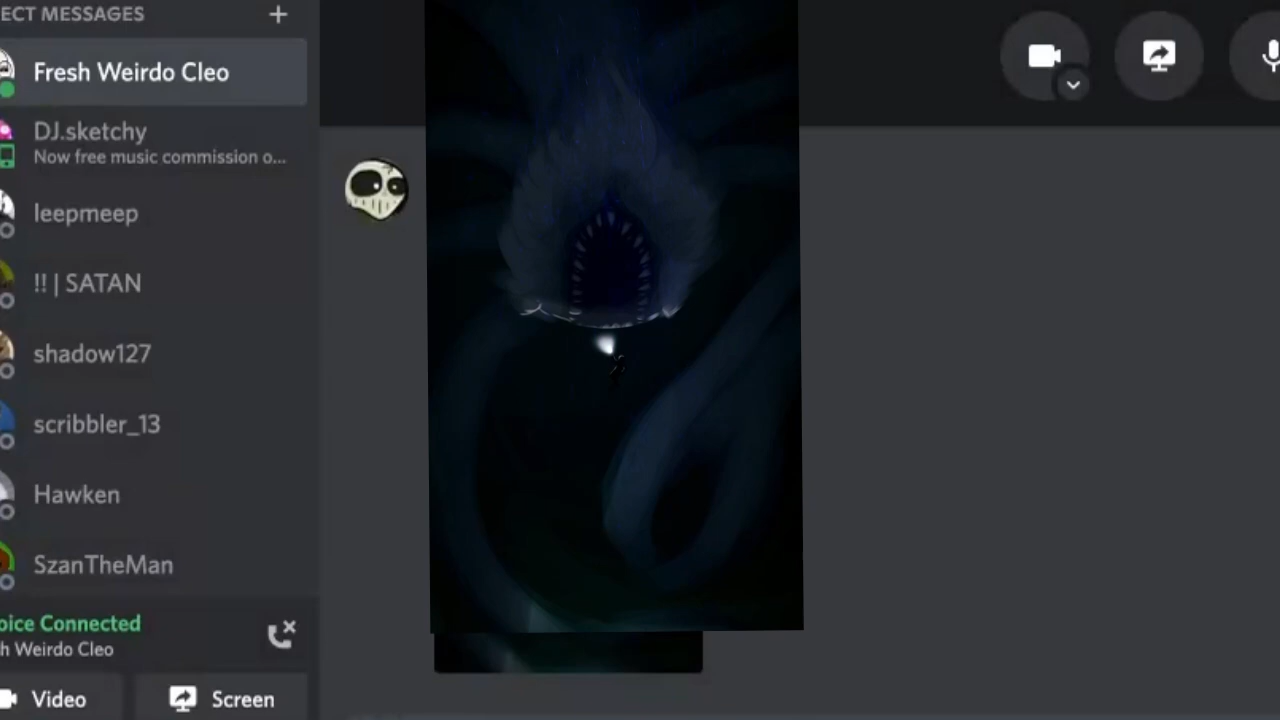 ECT MESSAGES
Fresh Weirdo Cleo
DJ.sketchy
Now free music commission o...
leepmeep
!! | SATAN
shadow127
scribbler_13
Hawken
SzanTheMan
oice Connected
h Weirdo Cleo
Video
Screen